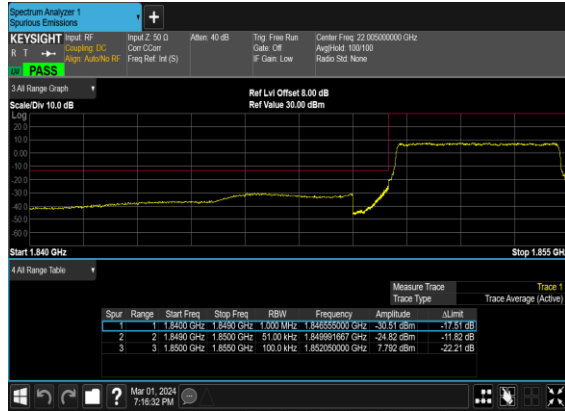 Spectrum Analyzer 1
Spurious Emissions
+
KEYSIGHT
R T
Input: RF
Coupling: DC
Align: Auto/No RF
Input Z: 50 Ω
Corr CCorr
Freq Ref: Int (S)
Atten: 40 dB
Trig: Free Run
Gate: Off
IF Gain: Low
Center Freq: 22.005000000 GHz
Avg|Hold: 100/100
Radio Std: None
PASS
3 All Range Graph
Scale/Div 10.0 dB
Ref Lvl Offset 8.00 dB
Ref Value 30.00 dBm
Log
20.0
10.0
0.00
-10.0
-20.0
-30.0
-40.0
-50.0
-60.0
Start 1.840 GHz
Stop 1.855 GHz
4 All Range Table
Measure Trace Trace 1
Trace Type Trace Average (Active)
Spur Range Start Freq Stop Freq RBW Frequency Amplitude ΔLimit
1 1 1.8400 GHz 1.8490 GHz 1.000 MHz 1.846555000 GHz -30.51 dBm -17.51 dB
2 2 1.8490 GHz 1.8500 GHz 51.00 kHz 1.849991667 GHz -24.82 dBm -11.82 dB
3 3 1.8500 GHz 1.8550 GHz 100.0 kHz 1.852050000 GHz 7.792 dBm -22.21 dB
?
Mar 01, 2024
7:16:32 PM